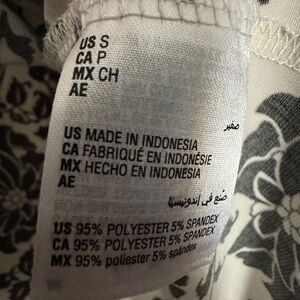 US S
CA P
MX CH
AE
صغير
US MADE IN INDONESIA
CA FABRIQUÉ EN INDONÉSIE
MX HECHO EN INDONESIA
AE
صُنع في إندونيسيا
US 95% POLYESTER 5% SPANDEX
CA 95% POLYESTER 5% SPANDEX
MX 95% poliester 5% spandex